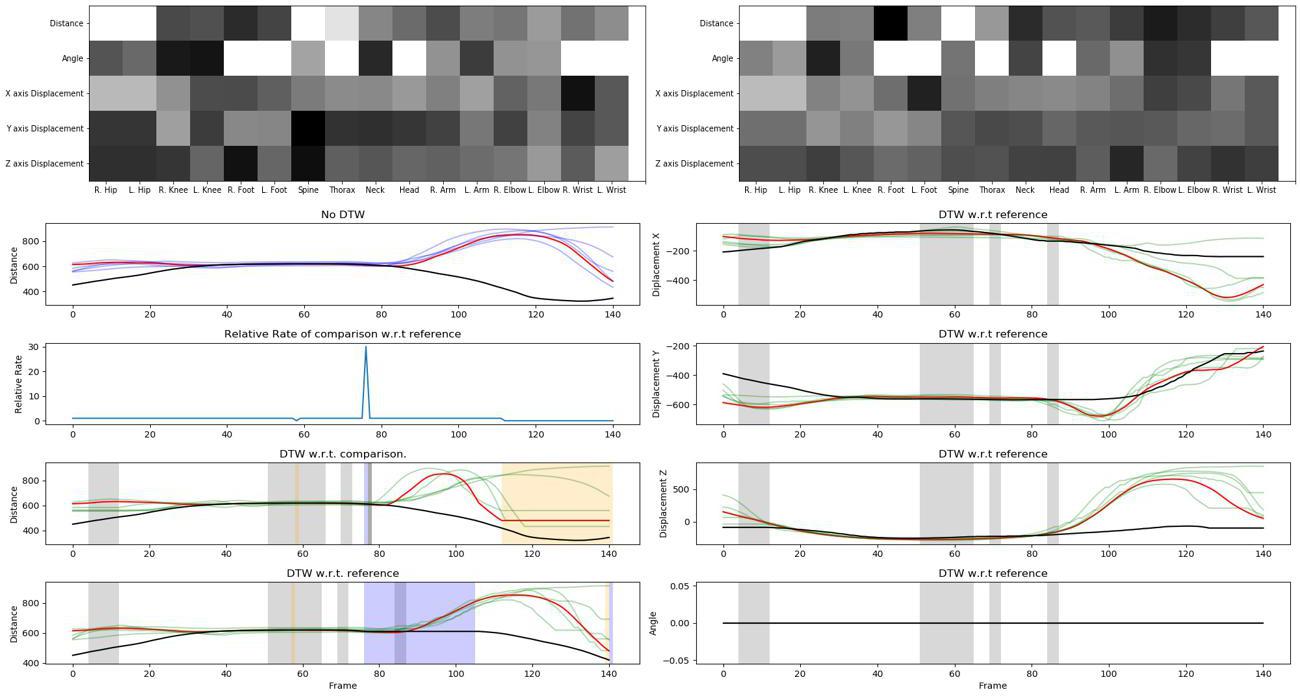 Distance
Angle
X axis Displacement
Y axis Displacement
Z axis Displacement
R. Hip L. Hip R. Knee L. Knee R. Foot L. Foot Spine Thorax Neck Head R. Arm L. Arm R. Elbow L. Elbow R. Wrist L. Wrist
Distance
Angle
X axis Displacement
Y axis Displacement
Z axis Displacement
R. Hip L. Hip R. Knee L. Knee R. Foot L. Foot Spine Thorax Neck Head R. Arm L. Arm R. Elbow L. Elbow R. Wrist L. Wrist
No DTW
Distance
800
600
400
0 20 40 60 80 100 120 140
DTW w.r.t reference
Diplacement X
−200
−400
0 20 40 60 80 100 120 140
Relative Rate of comparison w.r.t reference
Relative Rate
30
20
10
0
0 20 40 60 80 100 120 140
DTW w.r.t reference
Displacement Y
−200
−400
−600
0 20 40 60 80 100 120 140
DTW w.r.t. comparison.
Distance
800
600
400
0 20 40 60 80 100 120 140
DTW w.r.t reference
Displacement Z
500
0
0 20 40 60 80 100 120 140
DTW w.r.t. reference
Distance
800
600
400
0 20 40 60 80 100 120 140
Frame
DTW w.r.t reference
Angle
0.05
0.00
−0.05
0 20 40 60 80 100 120 140
Frame